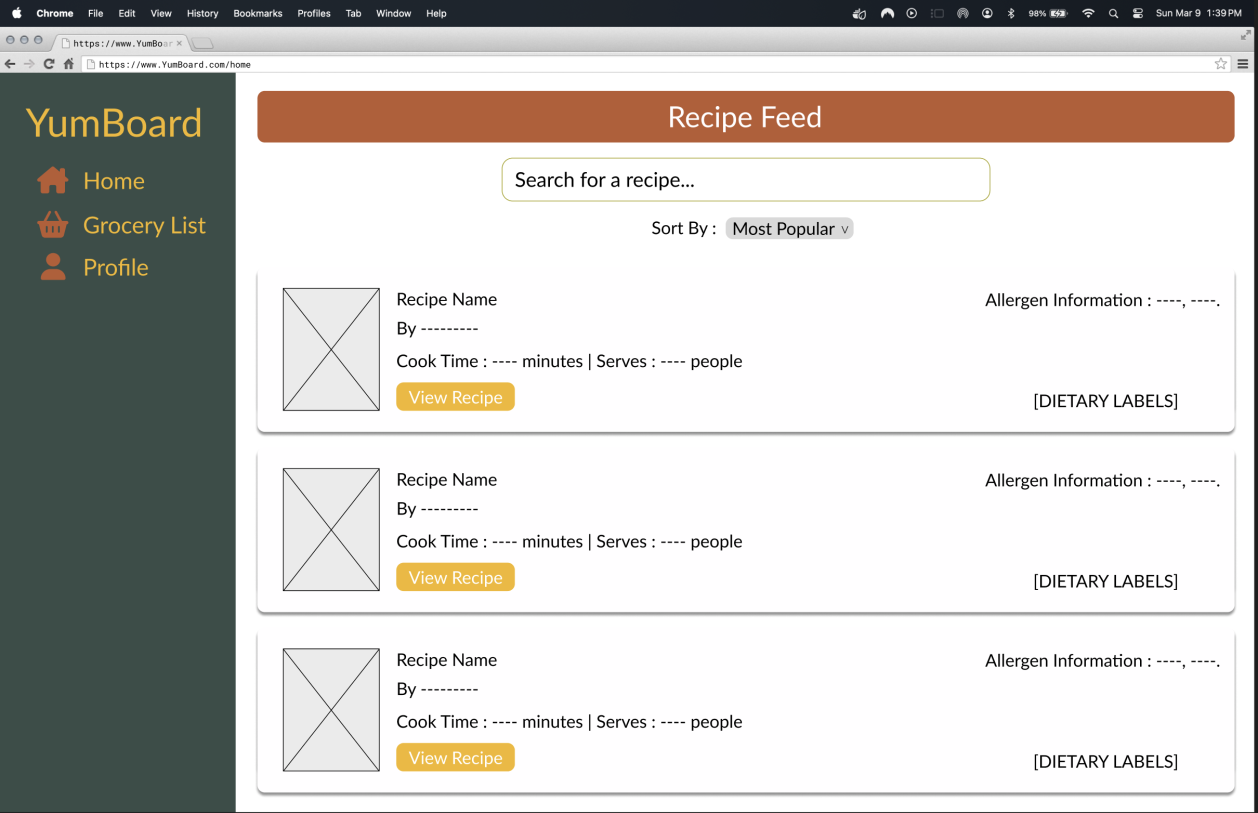 Chrome File Edit View History Bookmarks Profiles Tab Window Help 98% Sun Mar 9 1:39 PM
https://www.YumBoar ×
https://www.YumBoard.com/home
YumBoard
Home
Grocery List
Profile
Recipe Feed
Search for a recipe...
Sort By : Most Popular v
Recipe Name
Allergen Information : ----, ----.
By ---------
Cook Time : ---- minutes | Serves : ---- people
View Recipe
[DIETARY LABELS]
Recipe Name
Allergen Information : ----, ----.
By ---------
Cook Time : ---- minutes | Serves : ---- people
View Recipe
[DIETARY LABELS]
Recipe Name
Allergen Information : ----, ----.
By ---------
Cook Time : ---- minutes | Serves : ---- people
View Recipe
[DIETARY LABELS]